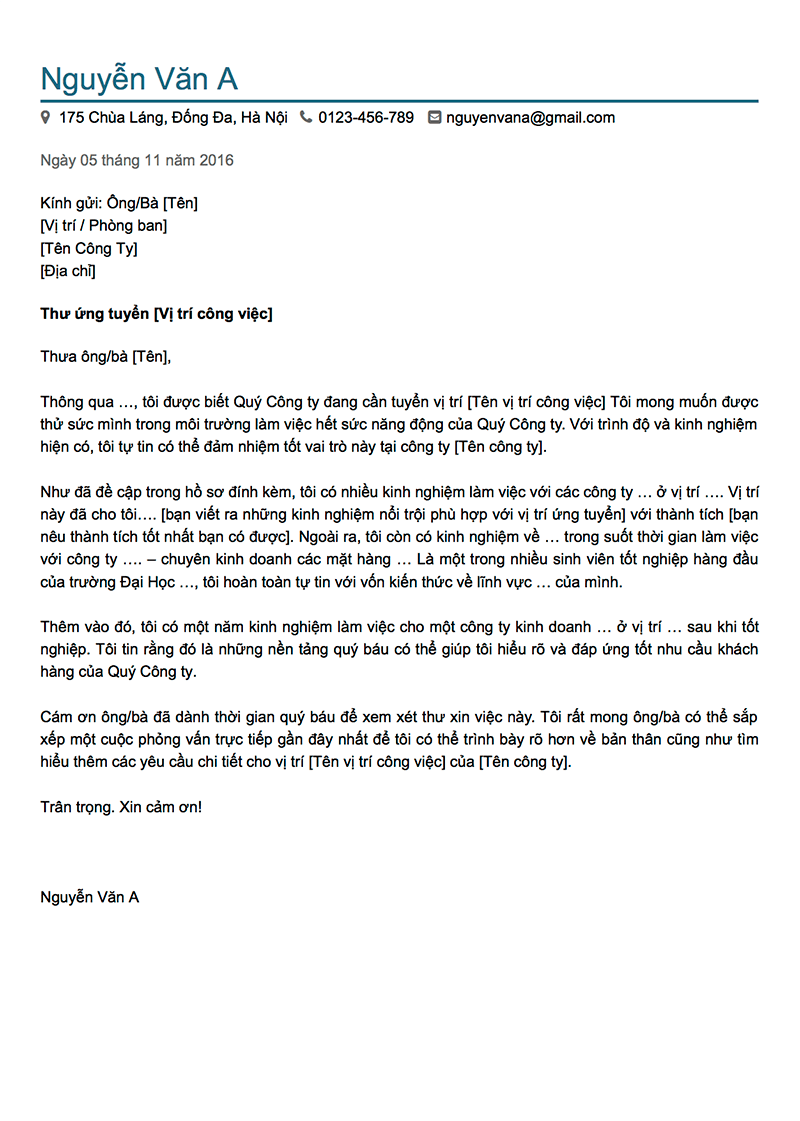 Nguyễn Văn A
175 Chùa Láng, Đống Đa, Hà Nội 0123-456-789 nguyenvana@gmail.com
Ngày 05 tháng 11 năm 2016
Kính gửi: Ông/Bà [Tên]
[Vị trí / Phòng ban]
[Tên Công Ty]
[Địa chỉ]
Thư ứng tuyển [Vị trí công việc]
Thưa ông/bà [Tên],
Thông qua …, tôi được biết Quý Công ty đang cần tuyển vị trí [Tên vị trí công việc] Tôi mong muốn được
thử sức mình trong môi trường làm việc hết sức năng động của Quý Công ty. Với trình độ và kinh nghiệm
hiện có, tôi tự tin có thể đảm nhiệm tốt vai trò này tại công ty [Tên công ty].
Như đã đề cập trong hồ sơ đính kèm, tôi có nhiều kinh nghiệm làm việc với các công ty … ở vị trí …. Vị trí
này đã cho tôi…. [bạn viết ra những kinh nghiệm nổi trội phù hợp với vị trí ứng tuyển] với thành tích [bạn
nêu thành tích tốt nhất bạn có được]. Ngoài ra, tôi còn có kinh nghiệm về … trong suốt thời gian làm việc
với công ty …. – chuyên kinh doanh các mặt hàng … Là một trong nhiều sinh viên tốt nghiệp hàng đầu
của trường Đại Học …, tôi hoàn toàn tự tin với vốn kiến thức về lĩnh vực … của mình.
Thêm vào đó, tôi có một năm kinh nghiệm làm việc cho một công ty kinh doanh … ở vị trí … sau khi tốt
nghiệp. Tôi tin rằng đó là những nền tảng quý báu có thể giúp tôi hiểu rõ và đáp ứng tốt nhu cầu khách
hàng của Quý Công ty.
Cám ơn ông/bà đã dành thời gian quý báu để xem xét thư xin việc này. Tôi rất mong ông/bà có thể sắp
xếp một cuộc phỏng vấn trực tiếp gần đây nhất để tôi có thể trình bày rõ hơn về bản thân cũng như tìm
hiểu thêm các yêu cầu chi tiết cho vị trí [Tên vị trí công việc] của [Tên công ty].
Trân trọng. Xin cảm ơn!
Nguyễn Văn A